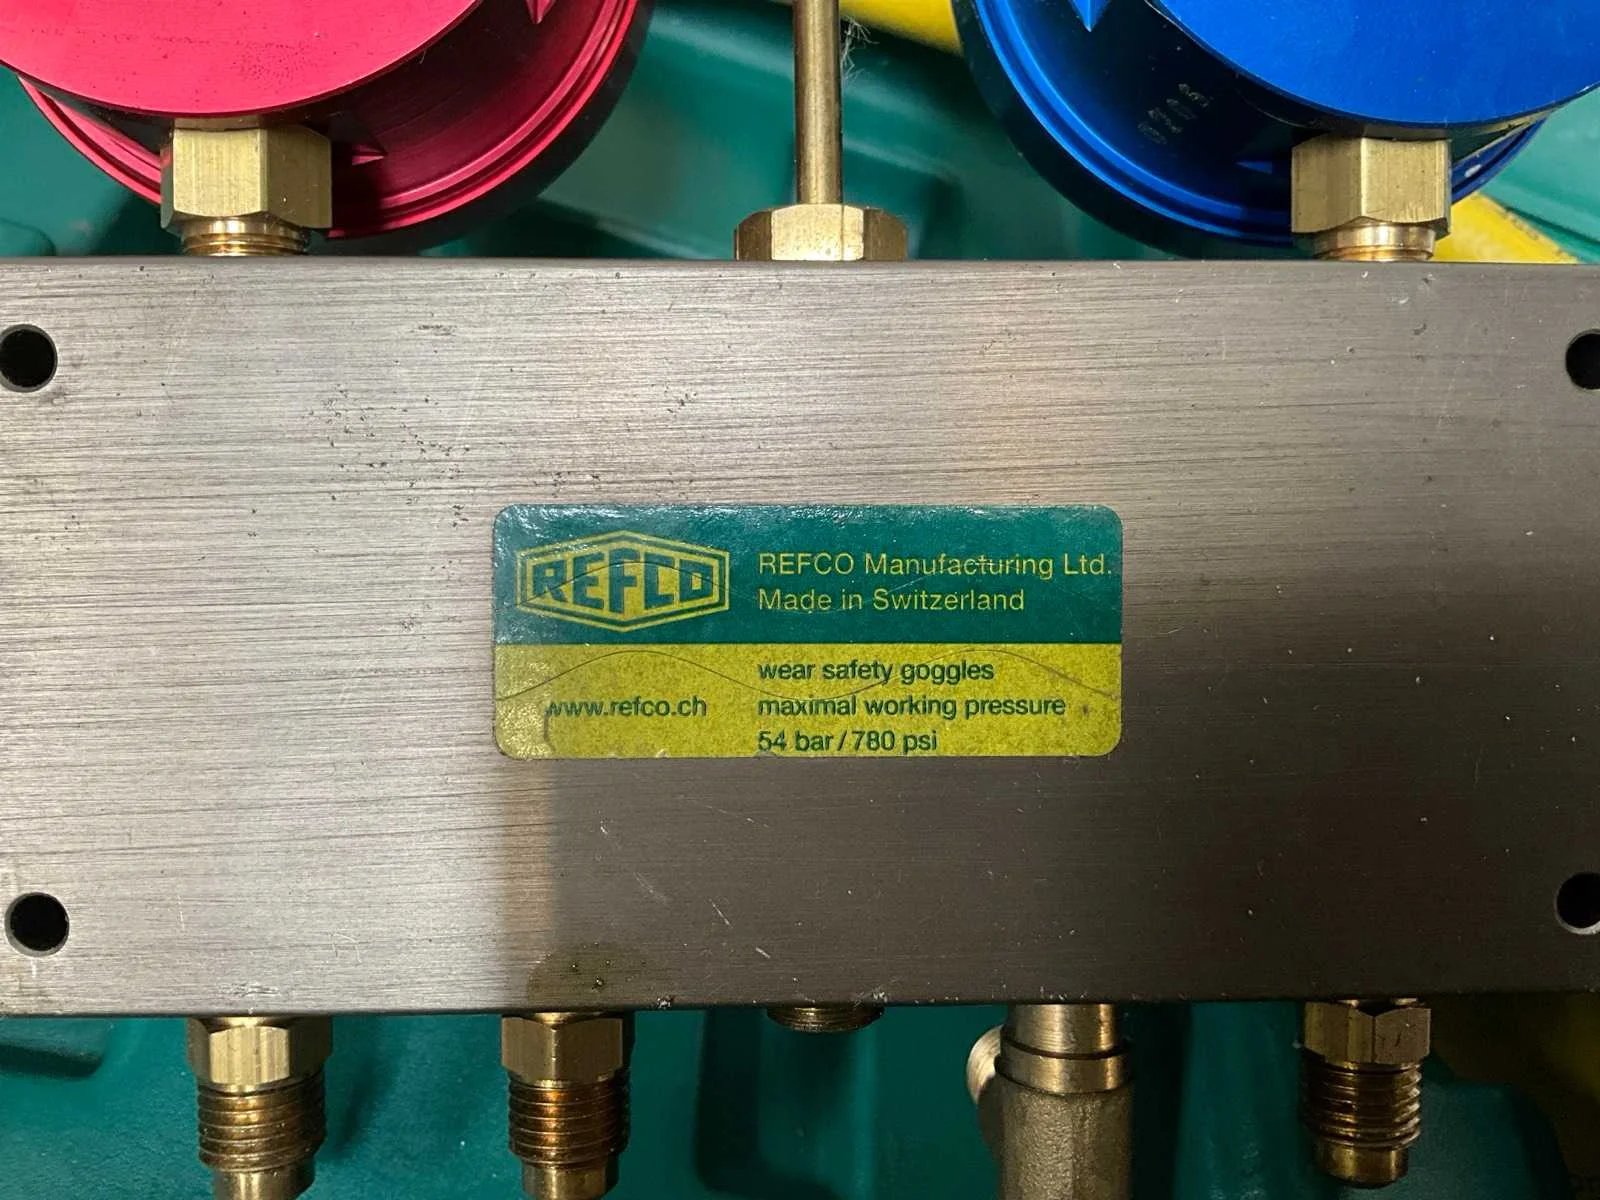 REFCO
REFCO Manufacturing Ltd.
Made in Switzerland
wear safety goggles
www.refco.ch
maximal working pressure
54 bar / 780 psi